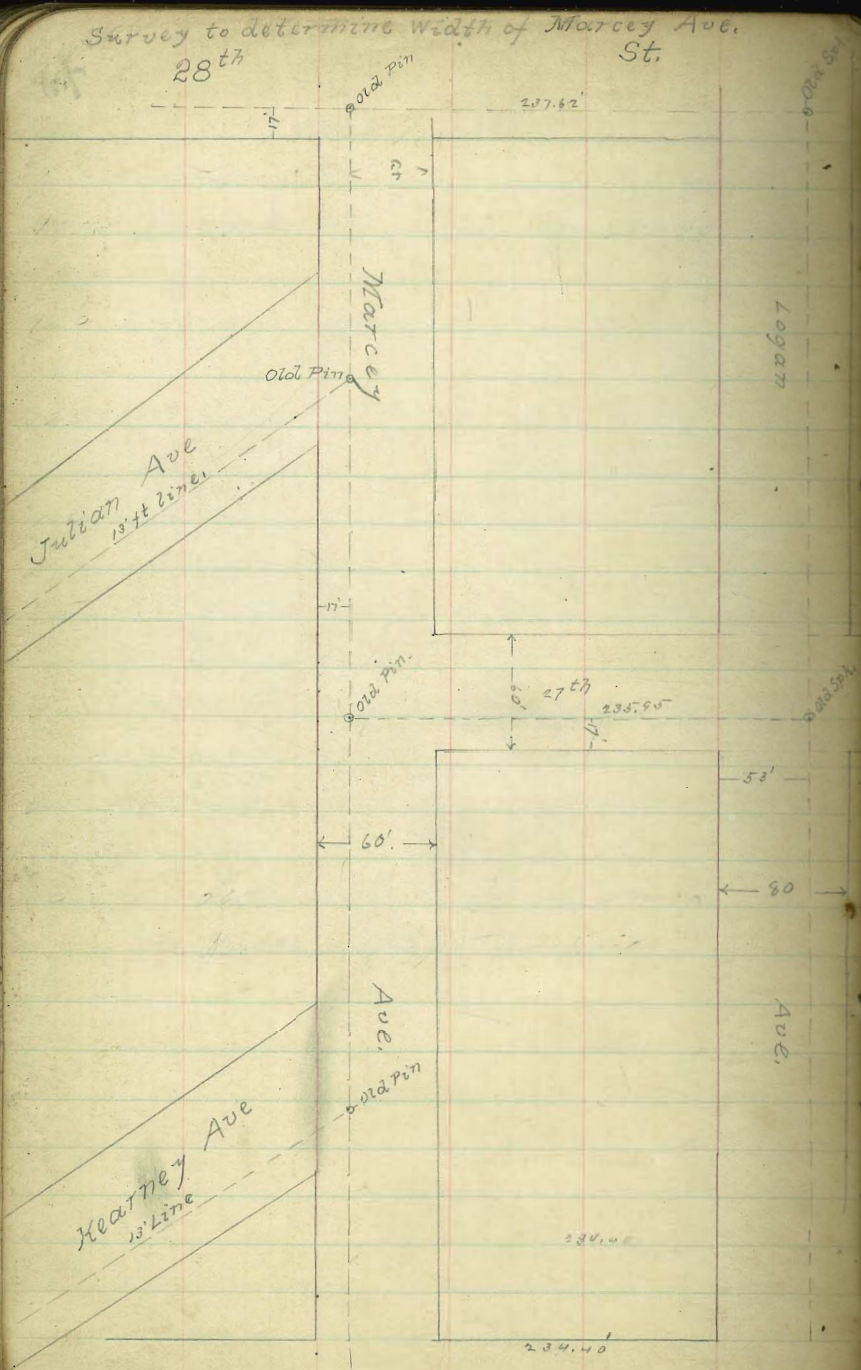 Survey to determine width of Marcey Ave.
28th
St.
Old Pin
237.62'
Old Spk.
17'
Marcey
Logan
Old Pin
Julian Ave
13' ft line.
17'
Old Pin.
60'
27th
235.95
17'
Old Spk.
53'
60'.
80
Ave.
Ave.
Old Pin
Kearney Ave
13' Line
234.40'